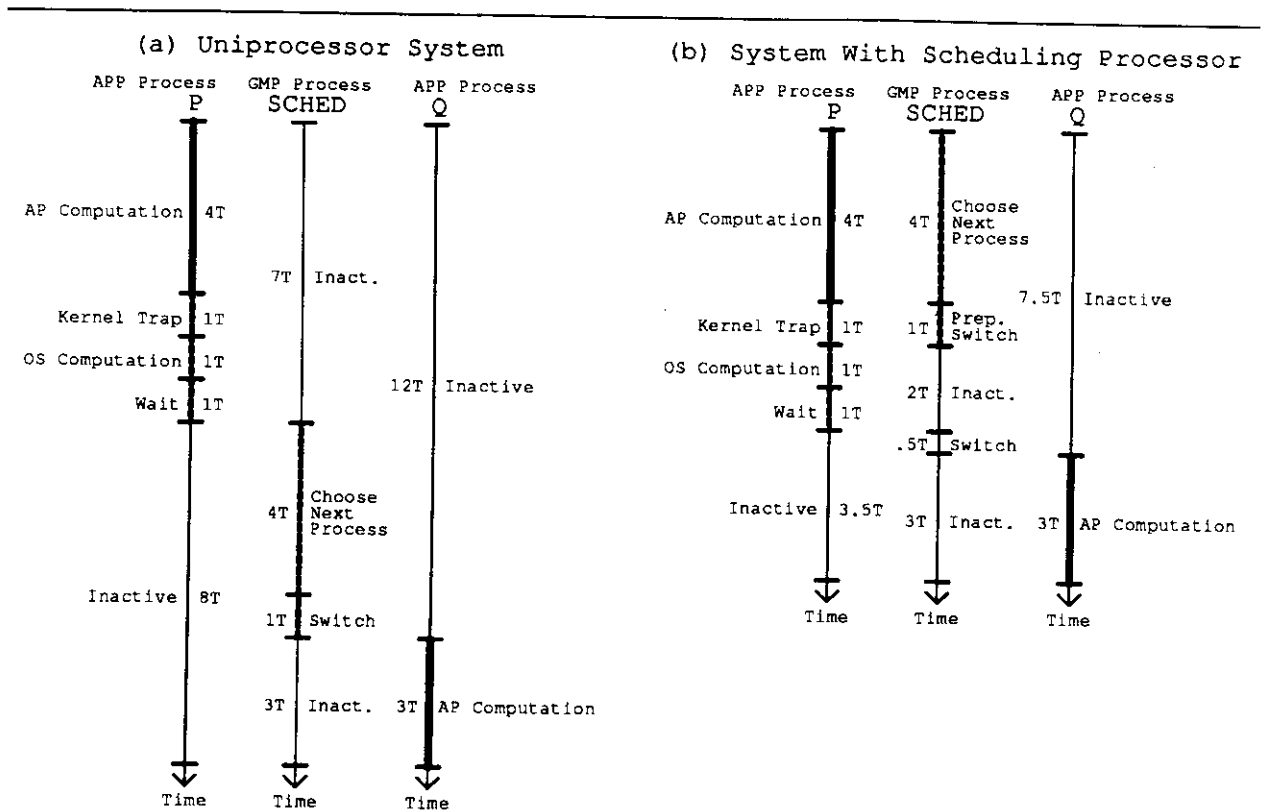 (a) Uniprocessor System
APP Process GMP Process APP Process
P SCHED Q
AP Computation 4T
7T Inact.
Kernel Trap 1T
OS Computation 1T
12T Inactive
Wait 1T
4T Choose
Next
Process
Inactive 8T
1T Switch
3T Inact.
3T AP Computation
Time Time Time
(b) System With Scheduling Processor
APP Process GMP Process APP Process
P SCHED Q
AP Computation 4T
4T Choose
Next
Process
7.5T Inactive
Kernel Trap 1T
1T Prep.
Switch
OS Computation 1T
2T Inact.
Wait 1T
.5T Switch
Inactive 3.5T
3T Inact.
3T AP Computation
Time Time Time